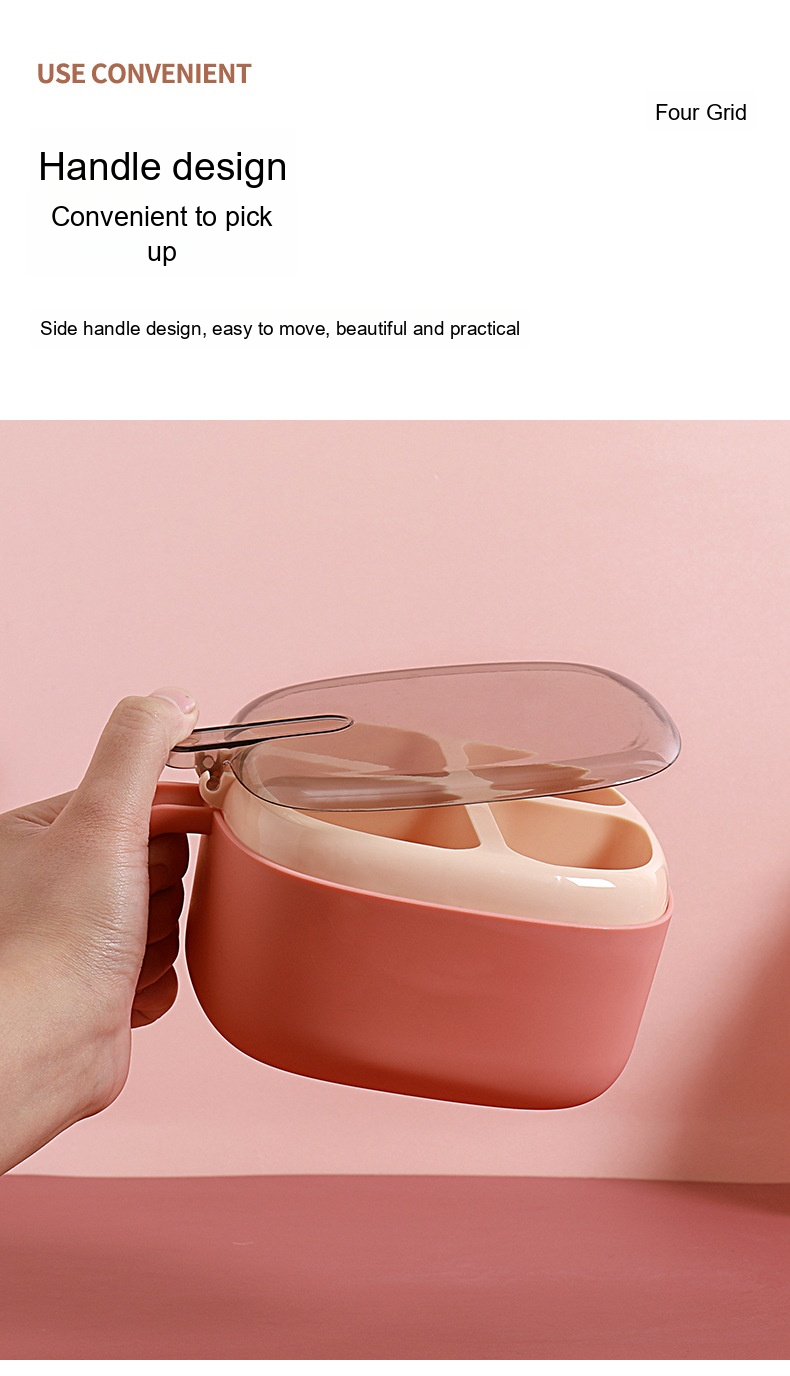 USE CONVENIENT
Four Grid
Handle design
Convenient to pick
up
Side handle design, easy to move, beautiful and practical